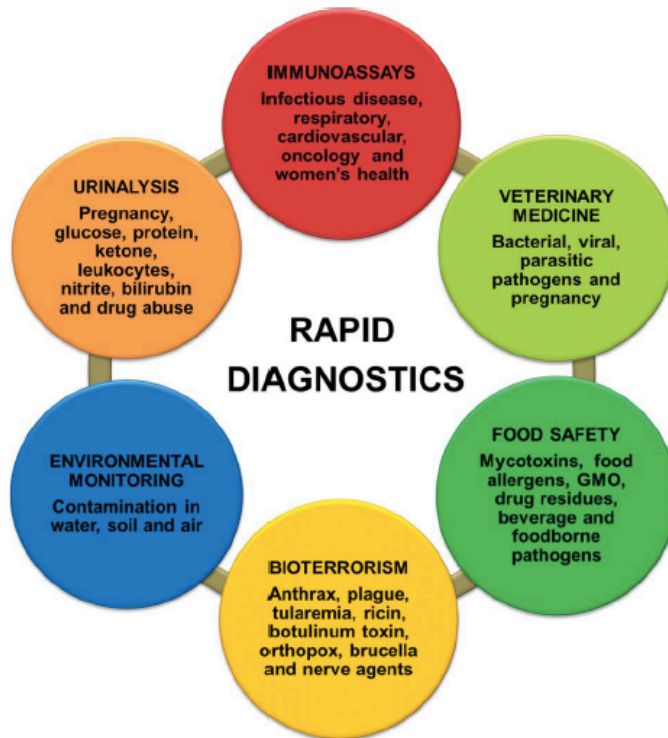 IMMUNOASSAYS
Infectious disease,
respiratory,
cardiovascular,
oncology and
women's health
VETERINARY
MEDICINE
Bacterial, viral,
parasitic
pathogens and
pregnancy
FOOD SAFETY
Mycotoxins, food
allergens, GMO,
drug residues,
beverage and
foodborne
pathogens
BIOTERRORISM
Anthrax, plague,
tularemia, ricin,
botulinum toxin,
orthopox, brucella
and nerve agents
ENVIRONMENTAL
MONITORING
Contamination in
water, soil and air
URINALYSIS
Pregnancy,
glucose, protein,
ketone,
leukocytes,
nitrite, bilirubin
and drug abuse
RAPID
DIAGNOSTICS